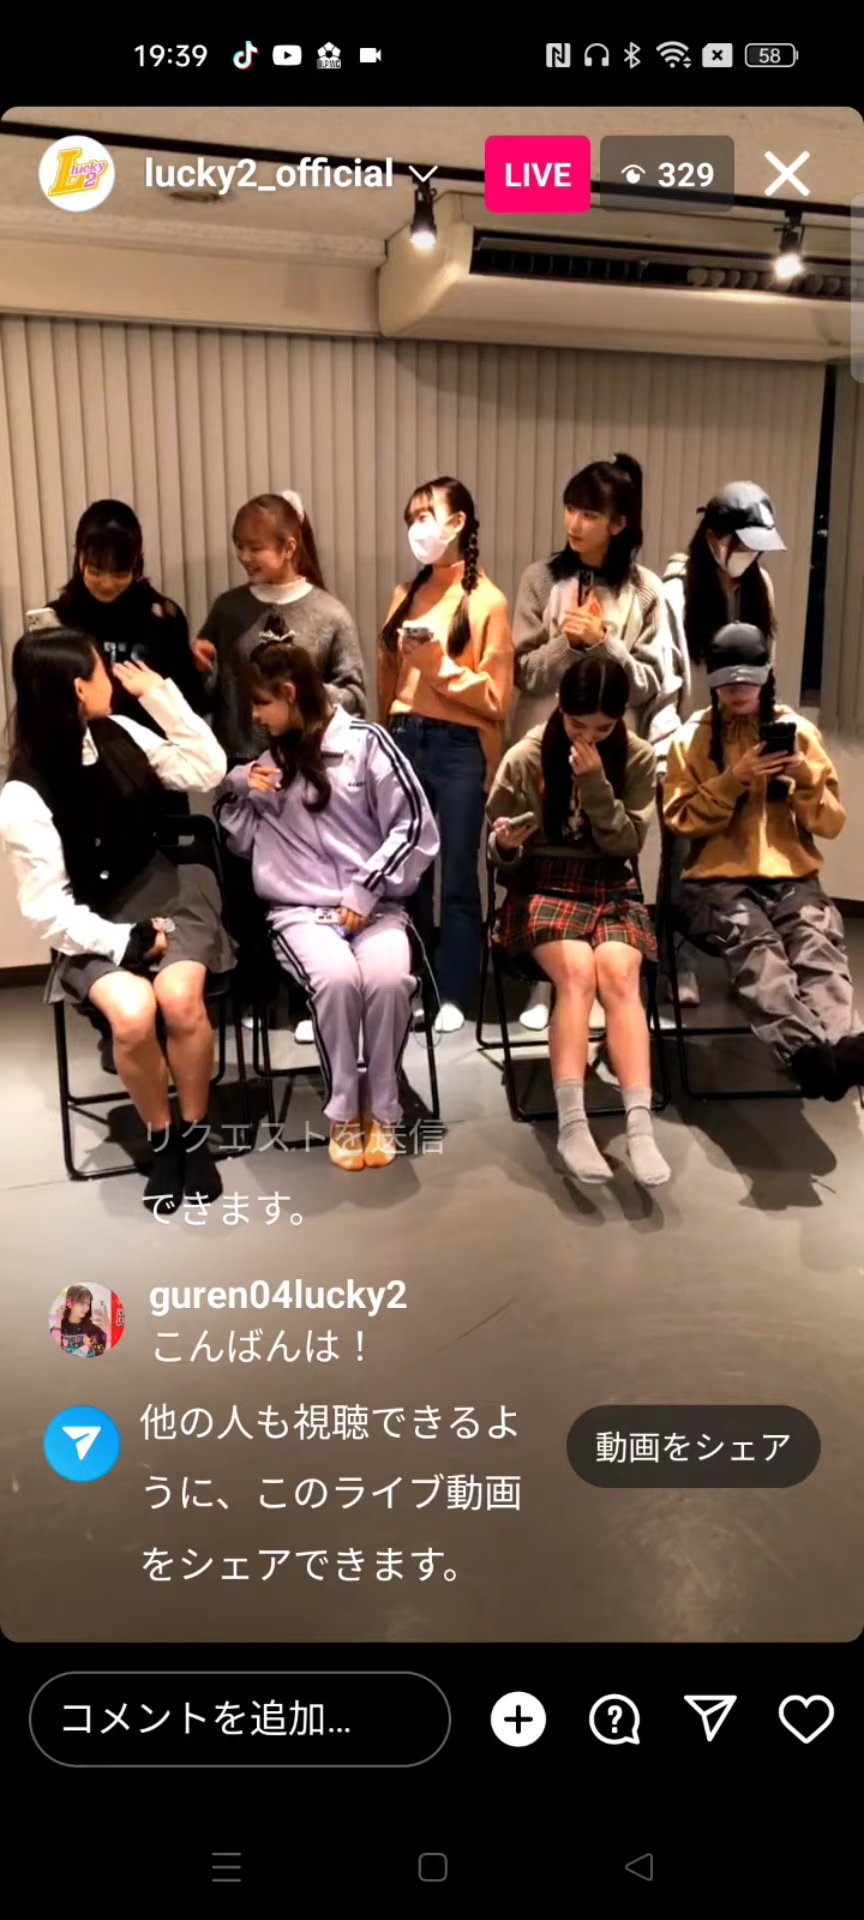 19:39
58
Lucky2
lucky2_official
LIVE
329
リクエストを送信
できます。
guren04lucky2
こんばんは！
他の人も視聴できるよ
うに、このライブ動画
をシェアできます。
動画をシェア
コメントを追加...